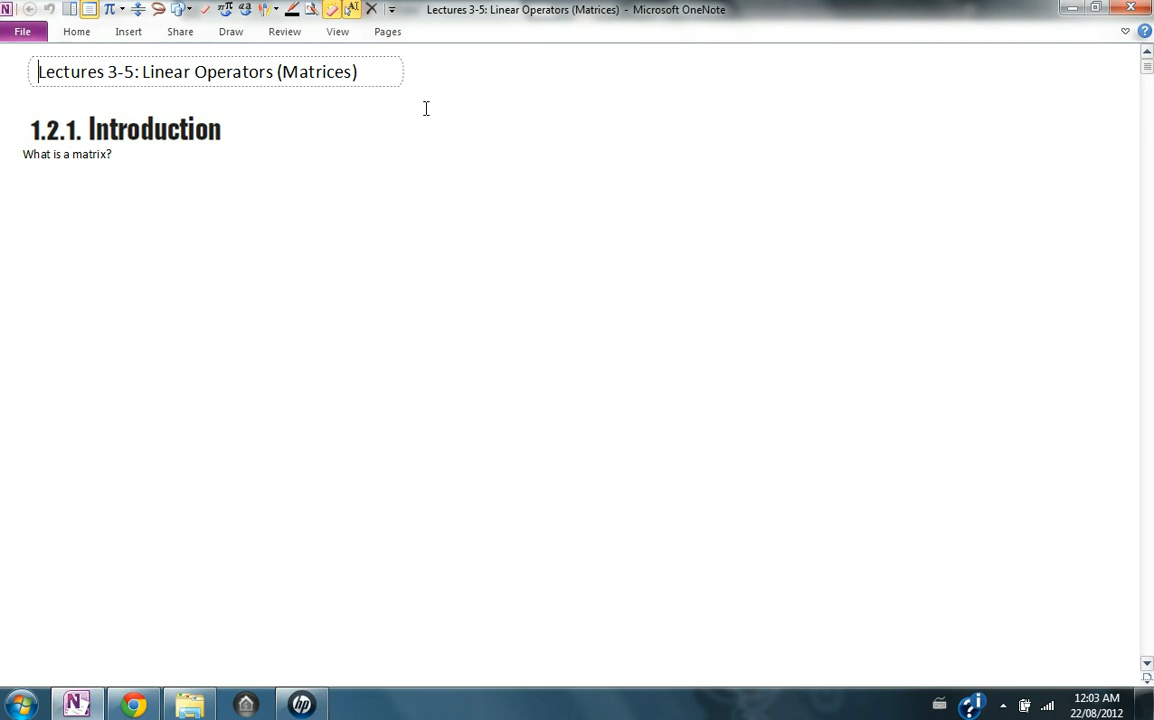 Lectures 3-5: Linear Operators (Matrices) - Microsoft OneNote
File Home Insert Share Draw Review View Pages
Lectures 3-5: Linear Operators (Matrices)
1.2.1. Introduction
What is a matrix?
12:03 AM
22/08/2012